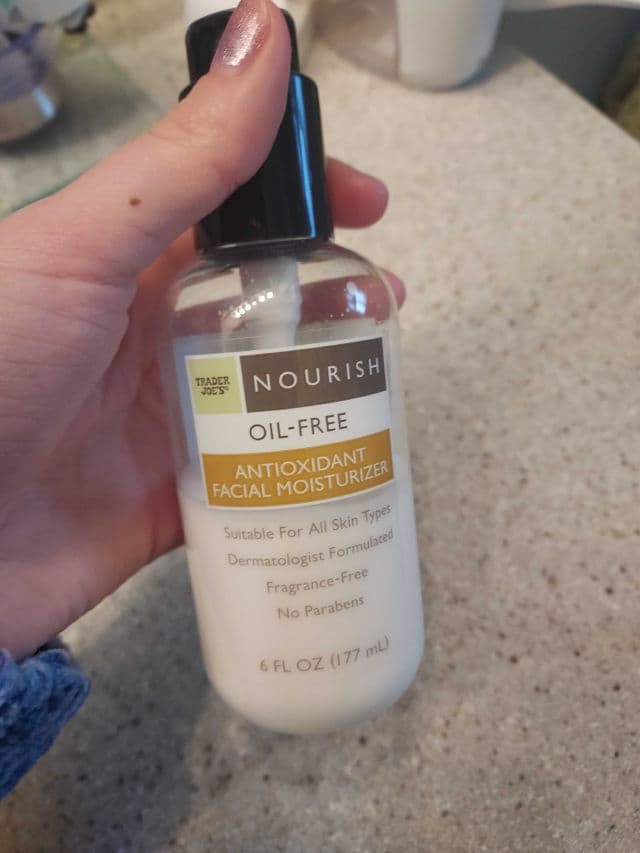 TRADER
JOE'S®
NOURISH
OIL-FREE
ANTIOXIDANT
FACIAL MOISTURIZER
Suitable For All Skin Types
Dermatologist Formulated
Fragrance-Free
No Parabens
6 FL OZ (177 mL)